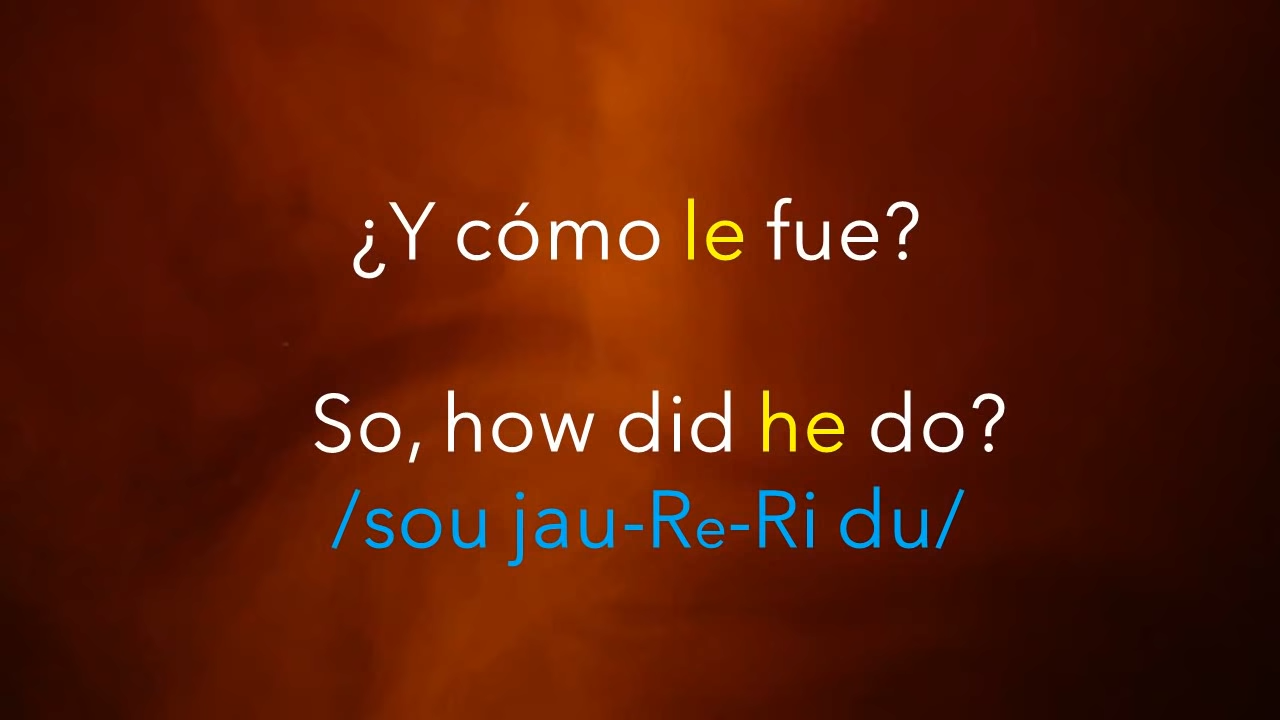 ¿Y cómo le fue?
So, how did he do?
/sou jau-Re-Ri du/